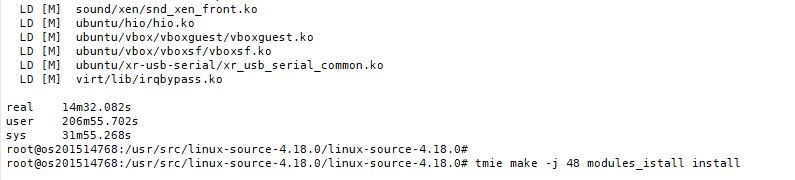 LD [M]  sound/xen/snd_xen_front.ko
LD [M]  ubuntu/hio/hio.ko
LD [M]  ubuntu/vbox/vboxguest/vboxguest.ko
LD [M]  ubuntu/vbox/vboxsf/vboxsf.ko
LD [M]  ubuntu/xr-usb-serial/xr_usb_serial_common.ko
LD [M]  virt/lib/irqbypass.ko
real    14m32.082s
user    206m55.702s
sys     31m55.268s
root@os201514768:/usr/src/linux-source-4.18.0/linux-source-4.18.0#
root@os201514768:/usr/src/linux-source-4.18.0/linux-source-4.18.0# tmie make -j 48 modules_istall install